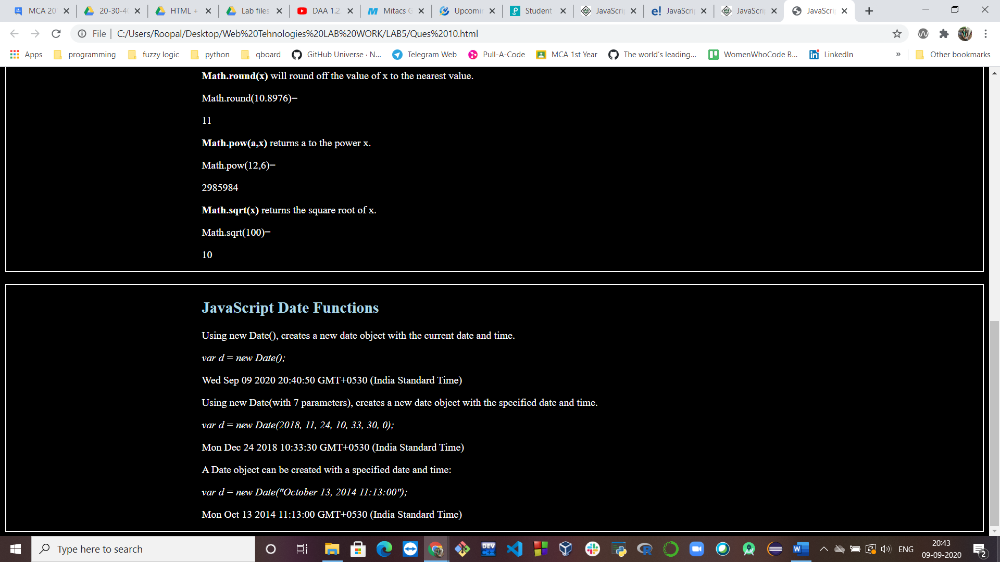 MCA 20
20-30-4
HTML +
Lab files
DAA 1.2
Mitacs G
Upcomin
Student
JavaScrip
JavaScrip
JavaScrip
JavaScrip
File | C:/Users/Roopal/Desktop/Web%20Tehnologies%20LAB%20WORK/LAB5/Ques%2010.html
Apps programming fuzzy logic python qboard GitHub Universe · N... Telegram Web Pull-A-Code MCA 1st Year The world's leading... WomenWhoCode B... LinkedIn » Other bookmarks
Math.round(x) will round off the value of x to the nearest value.
Math.round(10.8976)=
11
Math.pow(a,x) returns a to the power x.
Math.pow(12,6)=
2985984
Math.sqrt(x) returns the square root of x.
Math.sqrt(100)=
10
JavaScript Date Functions
Using new Date(), creates a new date object with the current date and time.
var d = new Date();
Wed Sep 09 2020 20:40:50 GMT+0530 (India Standard Time)
Using new Date(with 7 parameters), creates a new date object with the specified date and time.
var d = new Date(2018, 11, 24, 10, 33, 30, 0);
Mon Dec 24 2018 10:33:30 GMT+0530 (India Standard Time)
A Date object can be created with a specified date and time:
var d = new Date("October 13, 2014 11:13:00");
Mon Oct 13 2014 11:13:00 GMT+0530 (India Standard Time)
Type here to search
DEV C++
ENG
20:43
09-09-2020
2